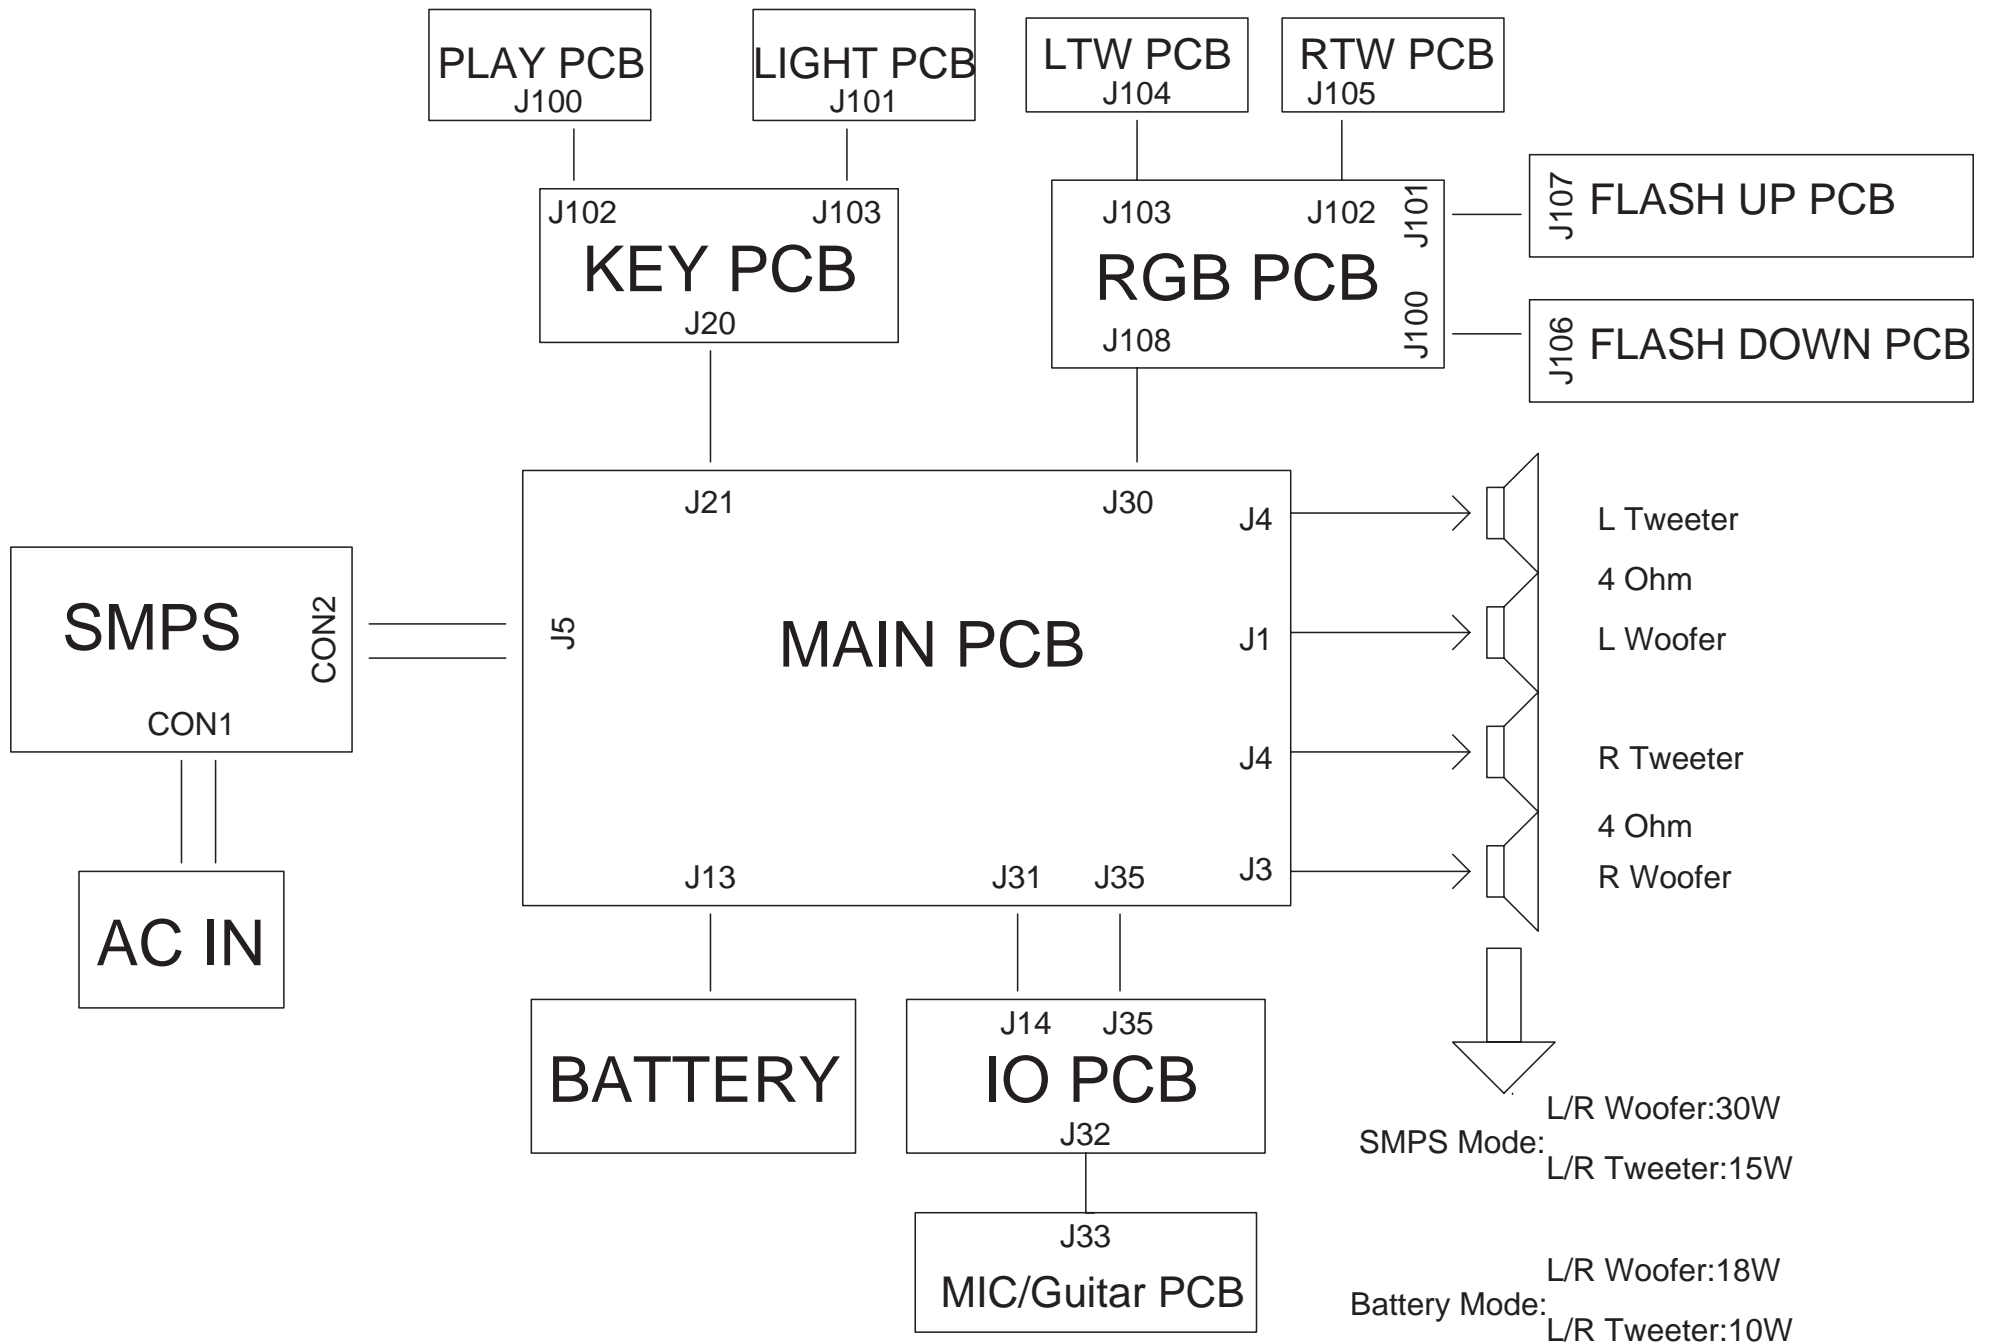 PLAY PCB
J100
LIGHT PCB
J101
LTW PCB
J104
RTW PCB
J105
J102
J103
KEY PCB
J20
J103
J102
J101
RGB PCB
J100
J108
J107
FLASH UP PCB
J106
FLASH DOWN PCB
J21
J30
J4
J5
MAIN PCB
J1
J4
J13
J31
J35
J3
SMPS
CON2
CON1
AC IN
L Tweeter
4 Ohm
L Woofer
R Tweeter
4 Ohm
R Woofer
BATTERY
J14
J35
IO PCB
J32
J33
MIC/Guitar PCB
L/R Woofer:30W
SMPS Mode:
L/R Tweeter:15W
L/R Woofer:18W
Battery Mode:
L/R Tweeter:10W